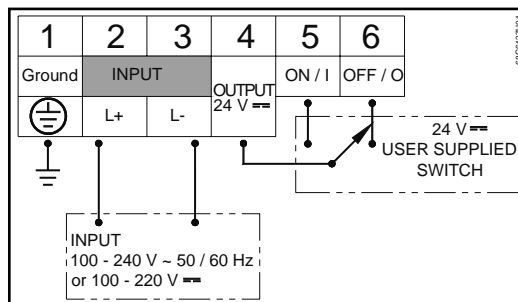 1 2 3 4 5 6
Ground INPUT OUTPUT 24 V ⎓ ON / I OFF / O
L+ L-
24 V ⎓
USER SUPPLIED
SWITCH
INPUT
100 - 240 V ~ 50 / 60 Hz
or 100 - 220 V ⎓